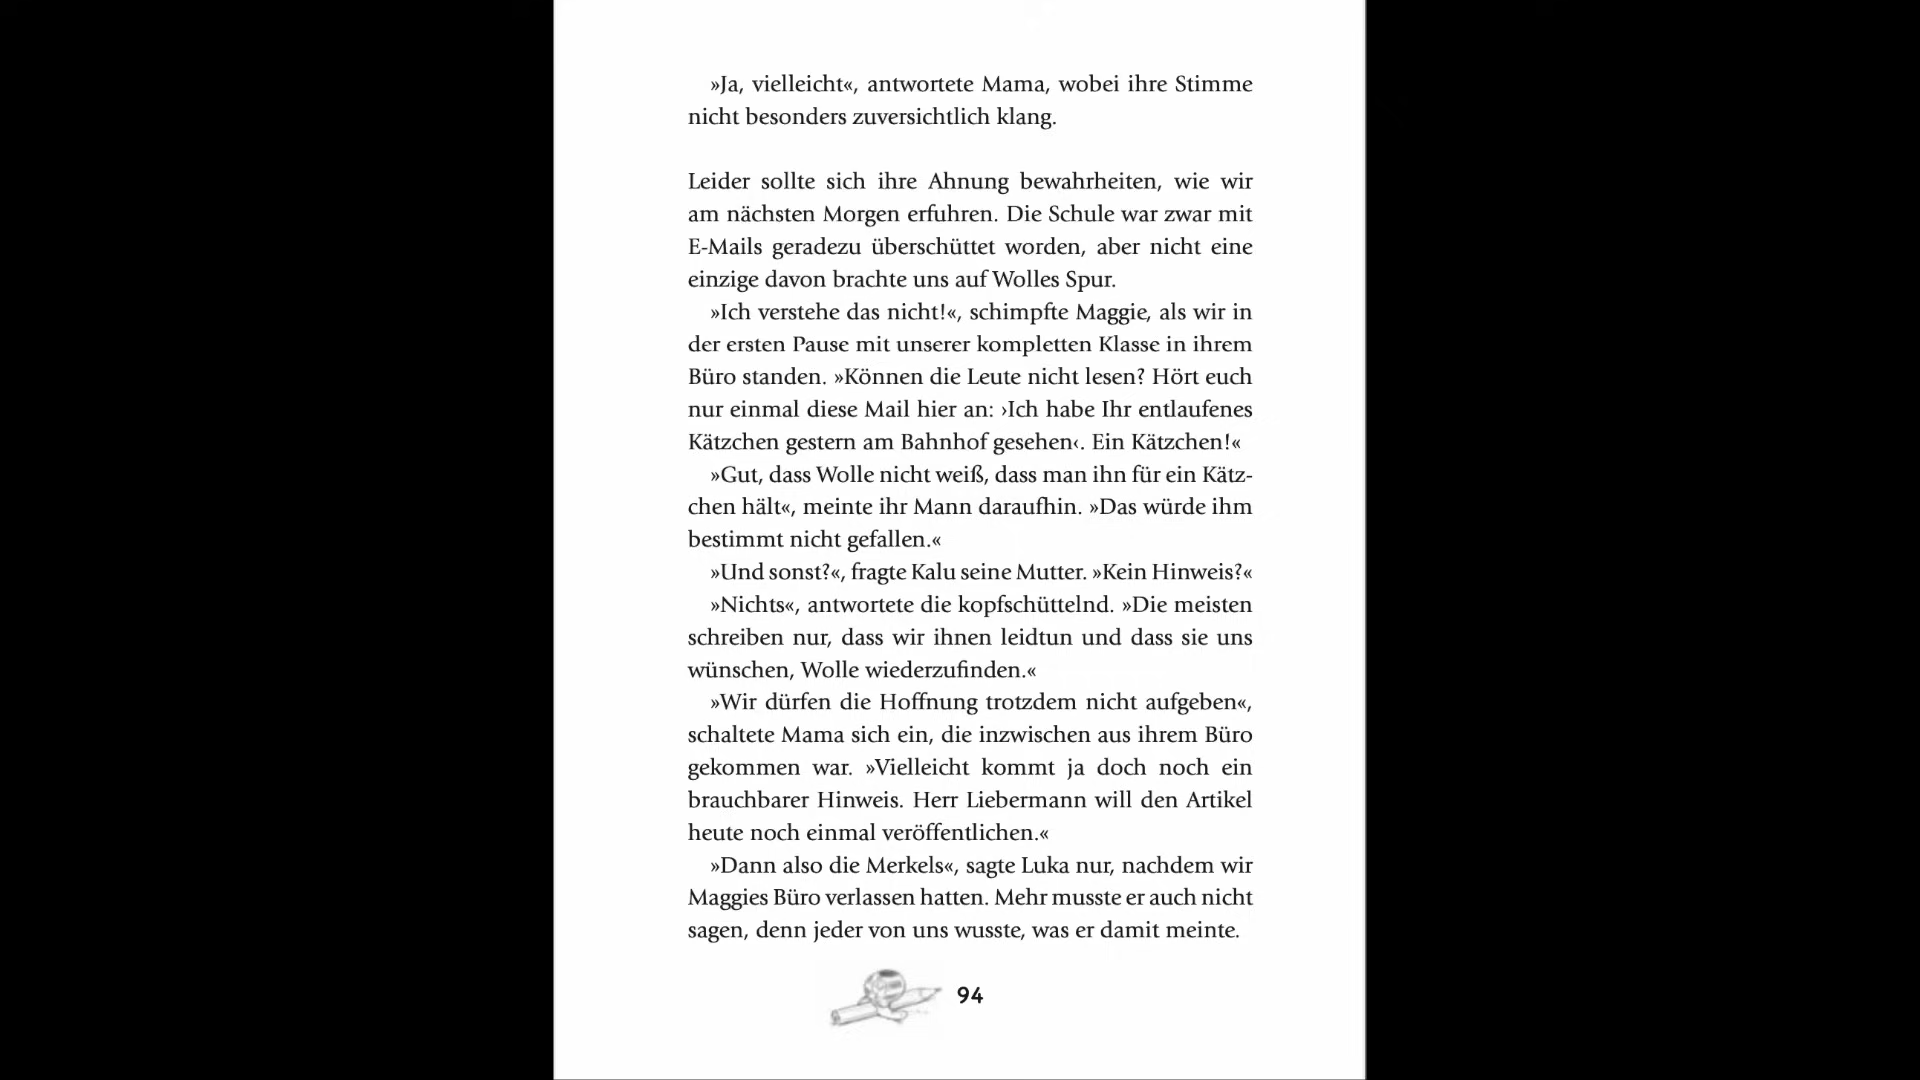 »Ja, vielleicht«, antwortete Mama, wobei ihre Stimme
nicht besonders zuversichtlich klang.
Leider sollte sich ihre Ahnung bewahrheiten, wie wir
am nächsten Morgen erfuhren. Die Schule war zwar mit
E-Mails geradezu überschüttet worden, aber nicht eine
einzige davon brachte uns auf Wolles Spur.
»Ich verstehe das nicht!«, schimpfte Maggie, als wir in
der ersten Pause mit unserer kompletten Klasse in ihrem
Büro standen. »Können die Leute nicht lesen? Hört euch
nur einmal diese Mail hier an: ›Ich habe Ihr entlaufenes
Kätzchen gestern am Bahnhof gesehen‹. Ein Kätzchen!«
»Gut, dass Wolle nicht weiß, dass man ihn für ein Kätz-
chen hält«, meinte ihr Mann daraufhin. »Das würde ihm
bestimmt nicht gefallen.«
»Und sonst?«, fragte Kalu seine Mutter. »Kein Hinweis?«
»Nichts«, antwortete die kopfschüttelnd. »Die meisten
schreiben nur, dass wir ihnen leidtun und dass sie uns
wünschen, Wolle wiederzufinden.«
»Wir dürfen die Hoffnung trotzdem nicht aufgeben«,
schaltete Mama sich ein, die inzwischen aus ihrem Büro
gekommen war. »Vielleicht kommt ja doch noch ein
brauchbarer Hinweis. Herr Liebermann will den Artikel
heute noch einmal veröffentlichen.«
»Dann also die Merkels«, sagte Luka nur, nachdem wir
Maggies Büro verlassen hatten. Mehr musste er auch nicht
sagen, denn jeder von uns wusste, was er damit meinte.
94